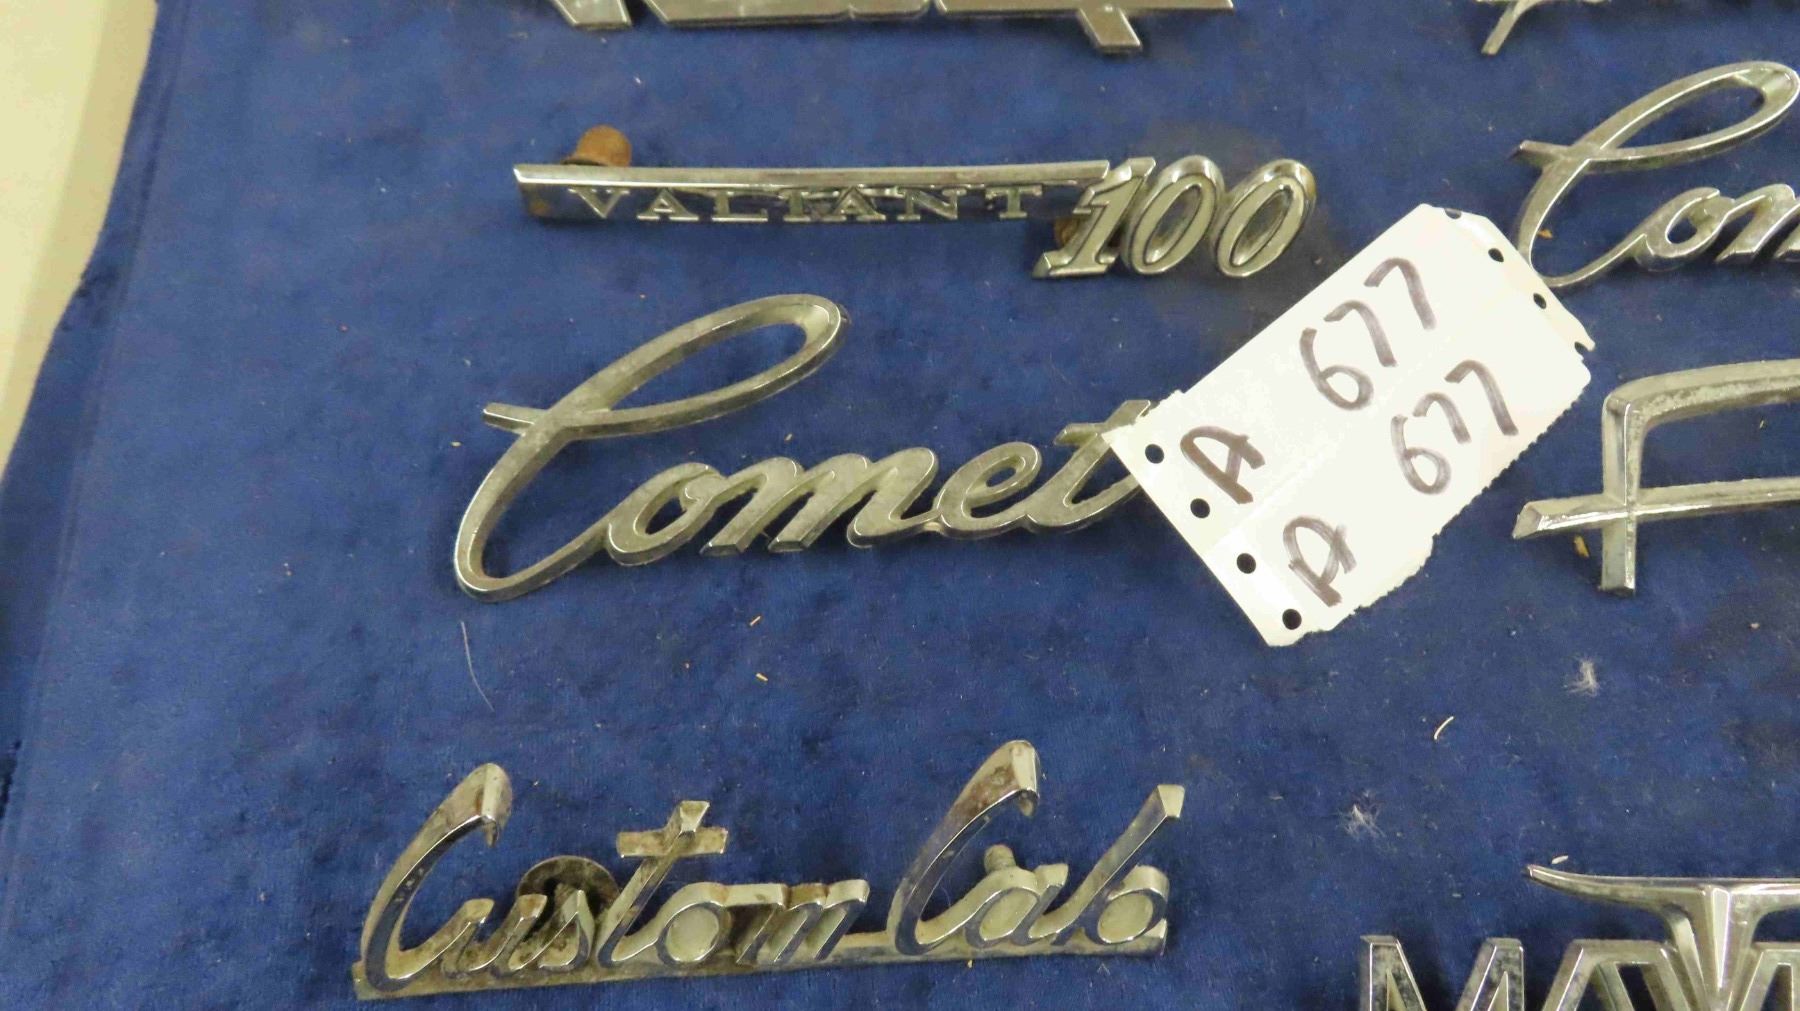 VALIANT 100
Comet
A 677
A 677
Custom Cab